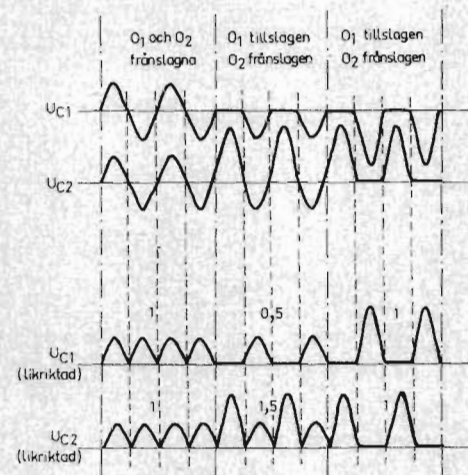 O1 och O2
frånslagna
O1 tillslagen
O2 frånslagen
O1 tillslagen
O2 frånslagen
UC1
UC2
1
0,5
1
UC1
(likriktad)
1
1,5
1
UC2
(likriktad)